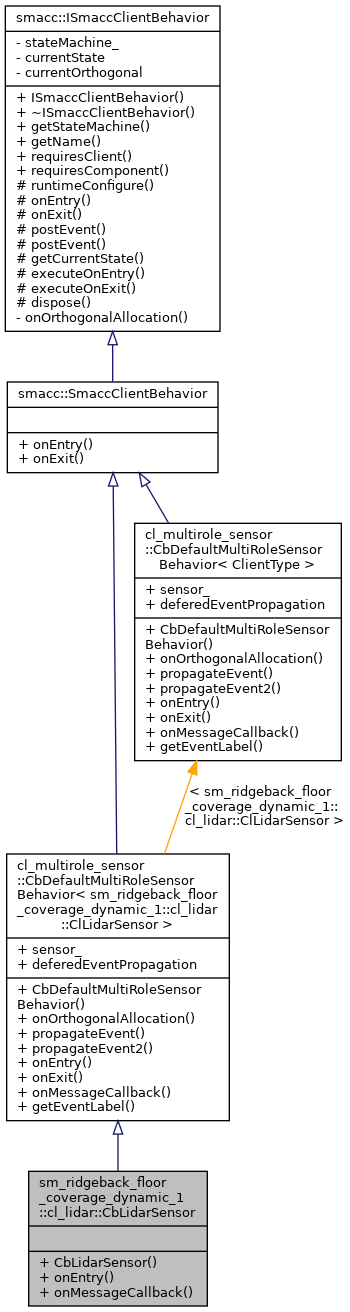 smacc::ISmaccClientBehavior
- stateMachine_
- currentState
- currentOrthogonal
+ ISmaccClientBehavior()
+ ~ISmaccClientBehavior()
+ getStateMachine()
+ getName()
+ requiresClient()
+ requiresComponent()
# runtimeConfigure()
# onEntry()
# onExit()
# postEvent()
# postEvent()
# getCurrentState()
# executeOnEntry()
# executeOnExit()
# dispose()
- onOrthogonalAllocation()
smacc::SmaccClientBehavior
+ onEntry()
+ onExit()
cl_multirole_sensor
::CbDefaultMultiRoleSensor
Behavior< ClientType >
+ sensor_
+ deferedEventPropagation
+ CbDefaultMultiRoleSensor
Behavior()
+ onOrthogonalAllocation()
+ propagateEvent()
+ propagateEvent2()
+ onEntry()
+ onExit()
+ onMessageCallback()
+ getEventLabel()
< sm_ridgeback_floor
_coverage_dynamic_1::
cl_lidar::ClLidarSensor >
cl_multirole_sensor
::CbDefaultMultiRoleSensor
Behavior< sm_ridgeback_floor
_coverage_dynamic_1::cl_lidar
::ClLidarSensor >
+ sensor_
+ deferedEventPropagation
+ CbDefaultMultiRoleSensor
Behavior()
+ onOrthogonalAllocation()
+ propagateEvent()
+ propagateEvent2()
+ onEntry()
+ onExit()
+ onMessageCallback()
+ getEventLabel()
sm_ridgeback_floor
_coverage_dynamic_1
::cl_lidar::CbLidarSensor
+ CbLidarSensor()
+ onEntry()
+ onMessageCallback()